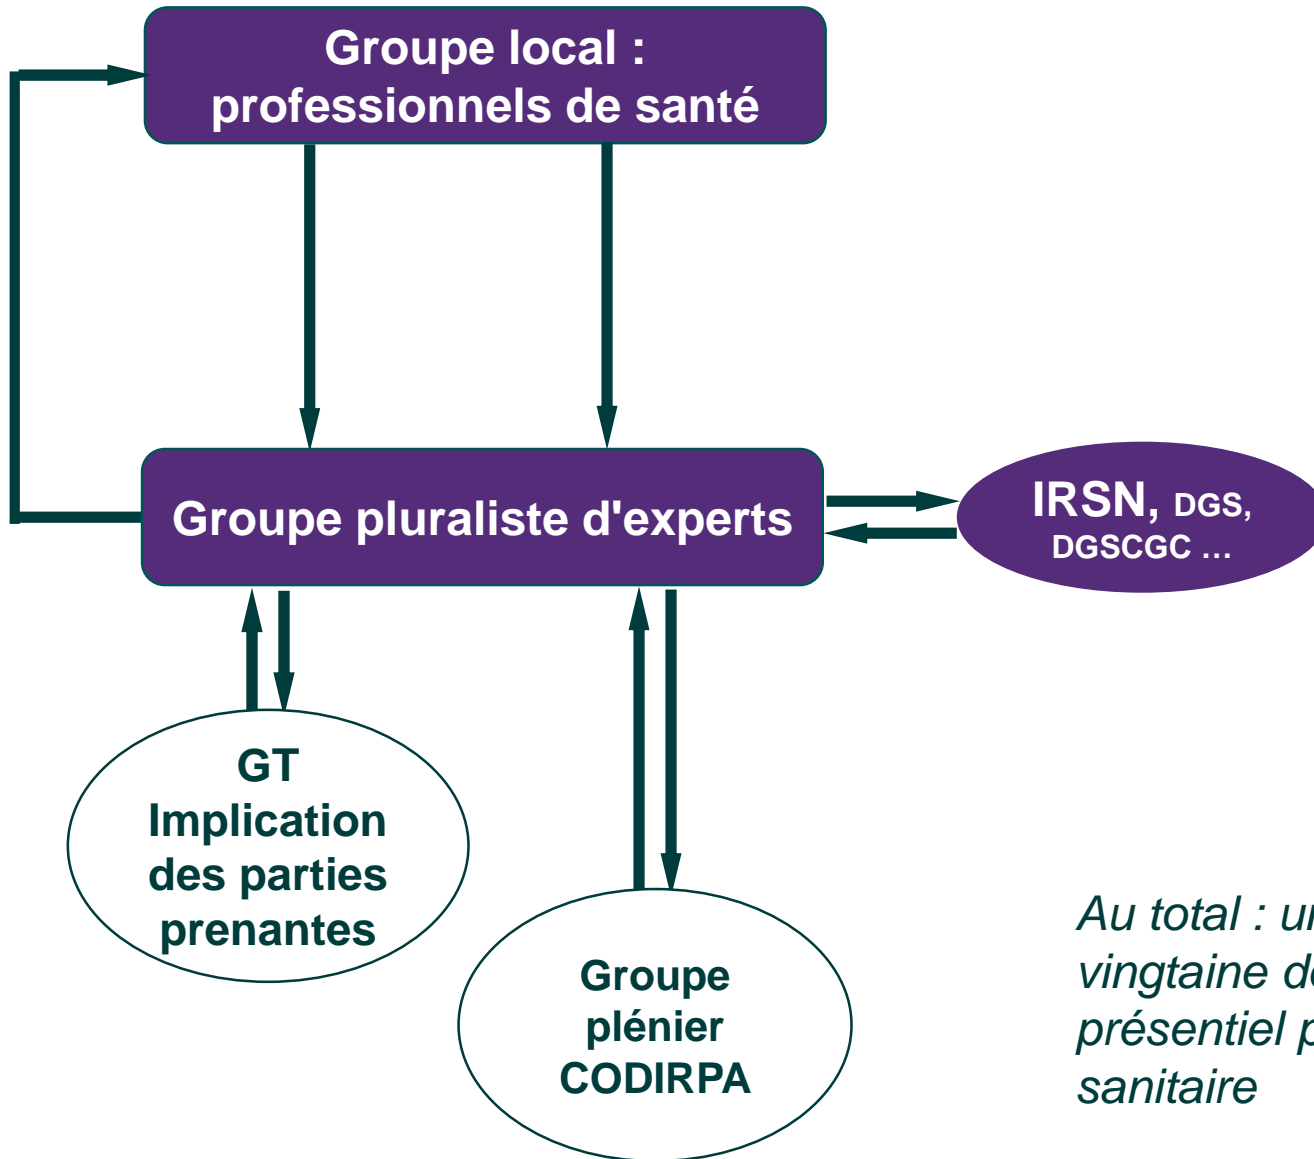 Groupe local :
professionnels de santé
Groupe pluraliste d'experts
IRSN, DGS,
DGSCGC ...
GT
Implication
des parties
prenantes
Groupe
plénier
CODIRPA
Au total :
vingtaine
présentiel
sanitaire